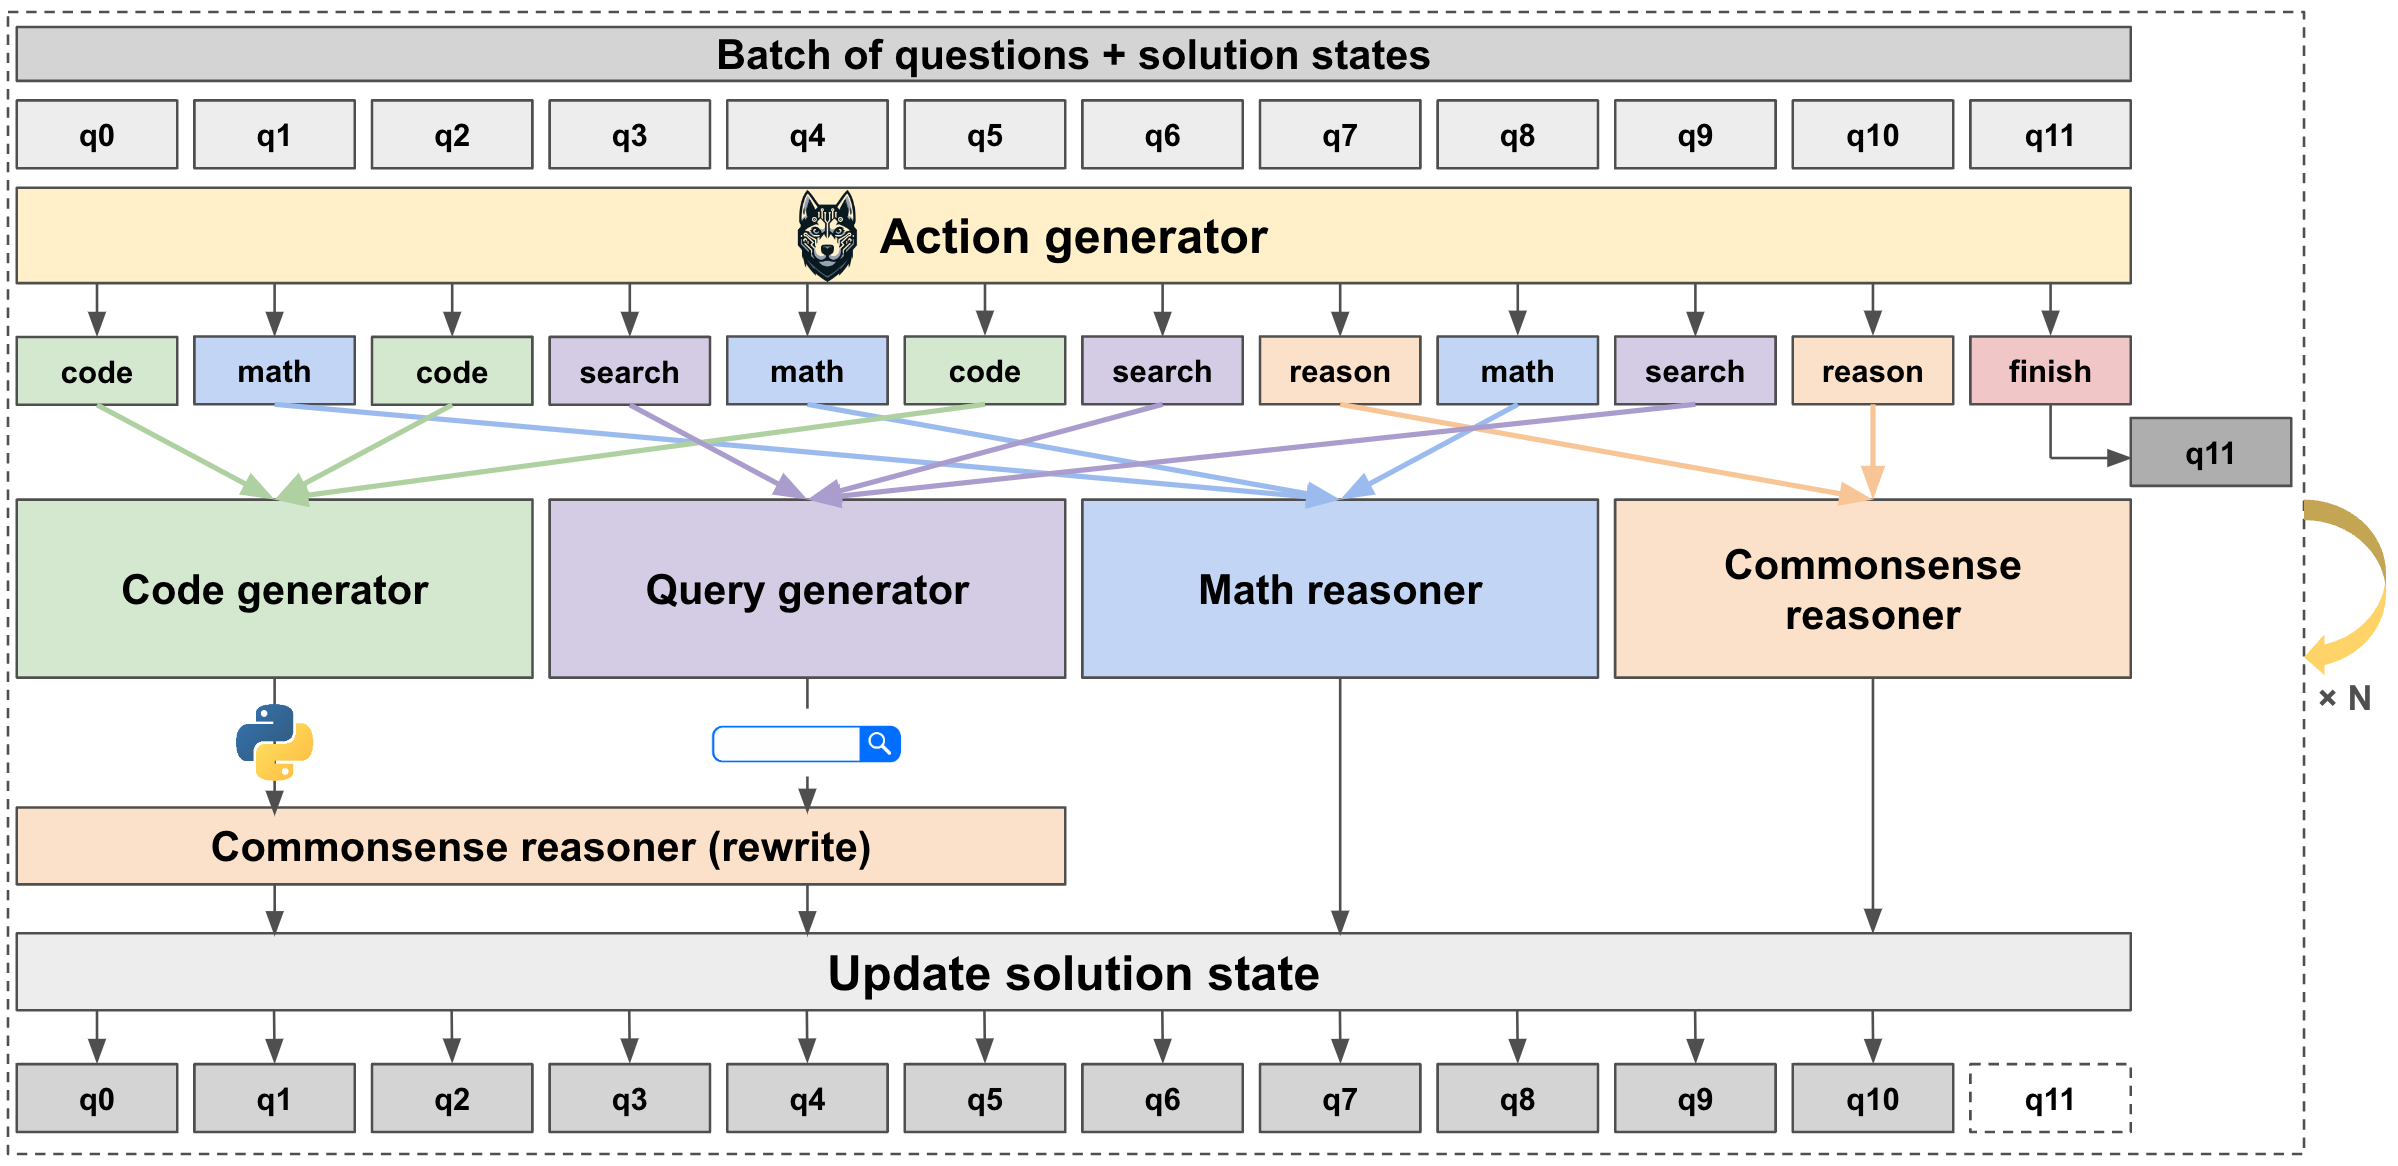 Batch of questions + solution states
q0 q1 q2 q3 q4 q5 q6 q7 q8 q9 q10 q11
Action generator
code math code search math code search reason math search reason finish
q11
Code generator
Query generator
Math reasoner
Commonsense
reasoner
× N
Commonsense reasoner (rewrite)
Update solution state
q0 q1 q2 q3 q4 q5 q6 q7 q8 q9 q10 q11